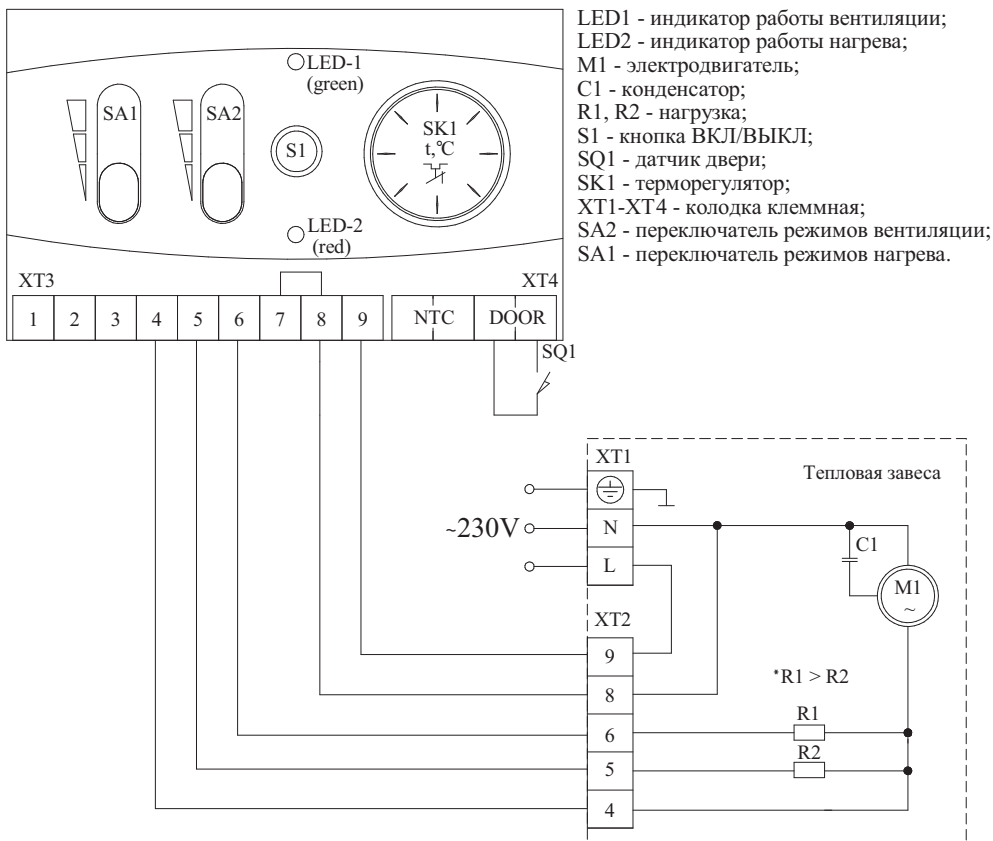 LED1 - индикатор работы вентиляции;
LED2 - индикатор работы нагрева;
M1 - электродвигатель;
C1 - конденсатор;
R1, R2 - нагрузка;
S1 - кнопка ВКЛ/ВЫКЛ;
SQ1 - датчик двери;
SK1 - терморегулятор;
XT1-XT4 - колодка клеммная;
SA2 - переключатель режимов вентиляции;
SA1 - переключатель режимов нагрева.
LED-1
(green)
SA1
SA2
S1
SK1
t,°C
LED-2
(red)
XT3
XT4
1 2 3 4 5 6 7 8 9 NTC DOOR
SQ1
XT1
Тепловая завеса
~230V
N
L
C1
M1
~
XT2
9
*R1 > R2
8
R1
6
R2
5
4